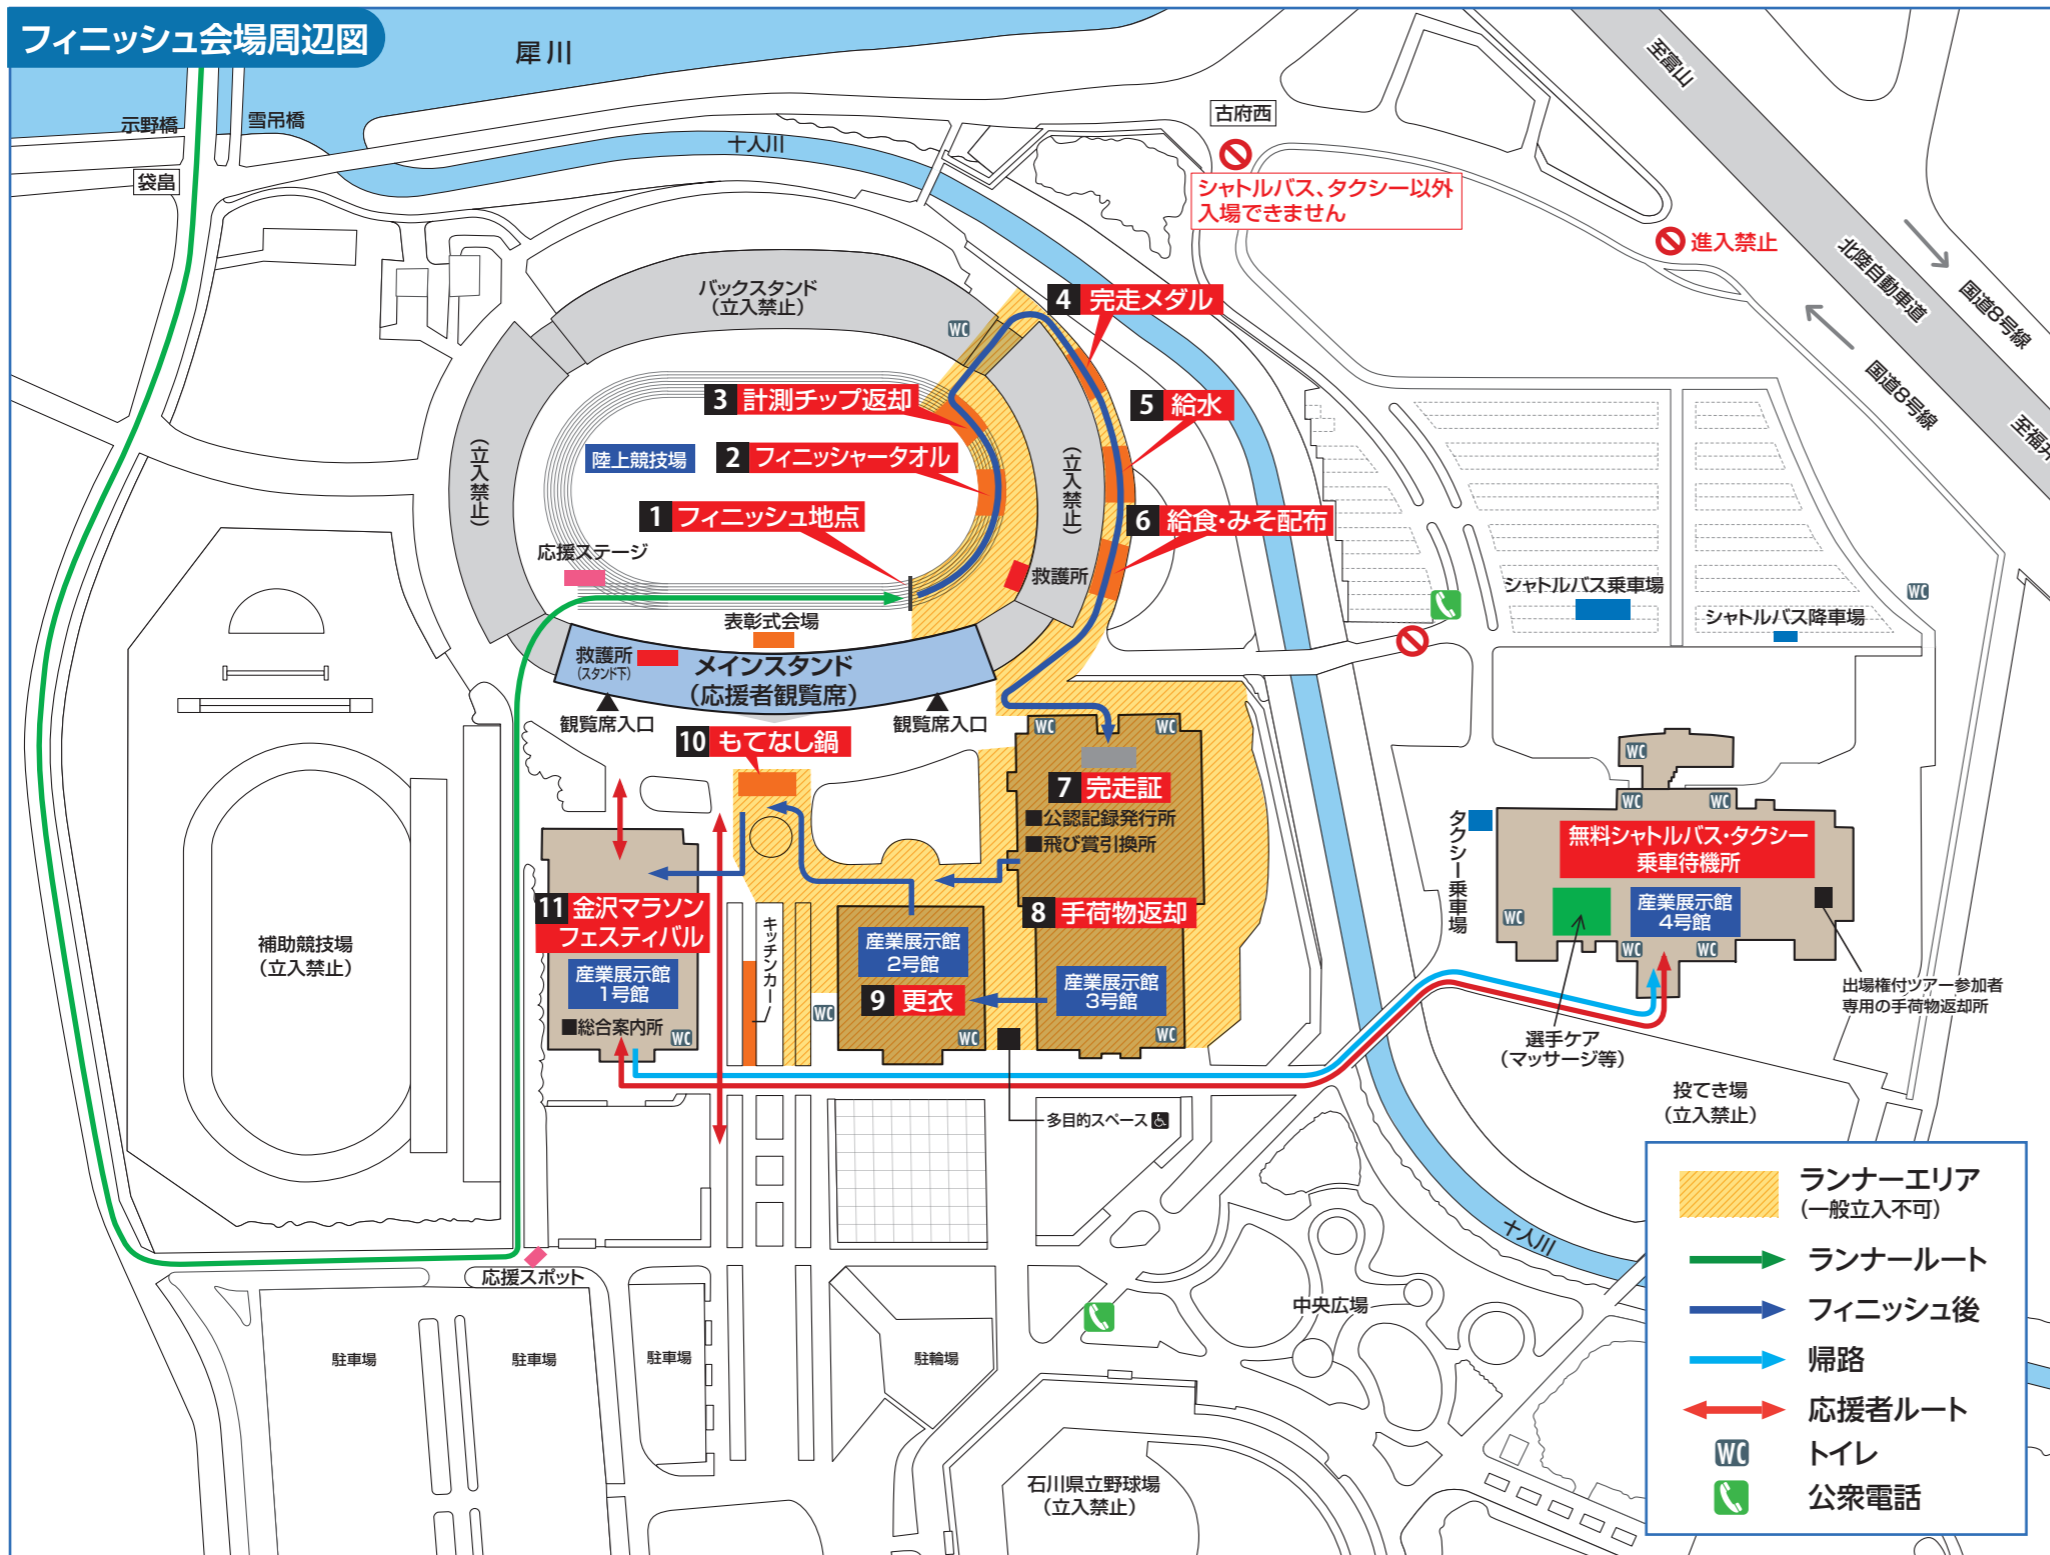 フィニッシュ会場周辺図
犀川
示野橋
雪吊橋
袋畠
十人川
古府西
シャトルバス、タクシー以外
入場できません
進入禁止
至富山
北陸自動車道
国道8号線
国道8号線
至福井
バックスタンド
(立入禁止)
WC
4 完走メダル
3 計測チップ返却
5 給水
(立入禁止)
陸上競技場
2 フィニッシャータオル
(立入禁止)
1 フィニッシュ地点
6 給食・みそ配布
応援ステージ
救護所
表彰式会場
救護所
(スタンド下)
メインスタンド
(応援者観覧席)
観覧席入口
観覧席入口
シャトルバス乗車場
シャトルバス降車場
WC
10 もてなし鍋
WC
WC
7 完走証
■公認記録発行所
■飛び賞引換所
8 手荷物返却
産業展示館
3号館
WC
11 金沢マラソン
フェスティバル
産業展示館
1号館
■総合案内所
WC
キッチンカー
WC
産業展示館
2号館
9 更衣
WC
多目的スペース
補助競技場
(立入禁止)
タクシー乗車場
WC
WC
WC
無料シャトルバス・タクシー
乗車待機所
産業展示館
4号館
WC
WC
WC
出場権付ツアー参加者
専用の手荷物返却所
選手ケア
(マッサージ等)
投てき場
(立入禁止)
十人川
応援スポット
中央広場
駐車場
駐車場
駐車場
駐輪場
石川県立野球場
(立入禁止)
ランナーエリア
(一般立入不可)
ランナールート
フィニッシュ後
帰路
応援者ルート
WC トイレ
公衆電話